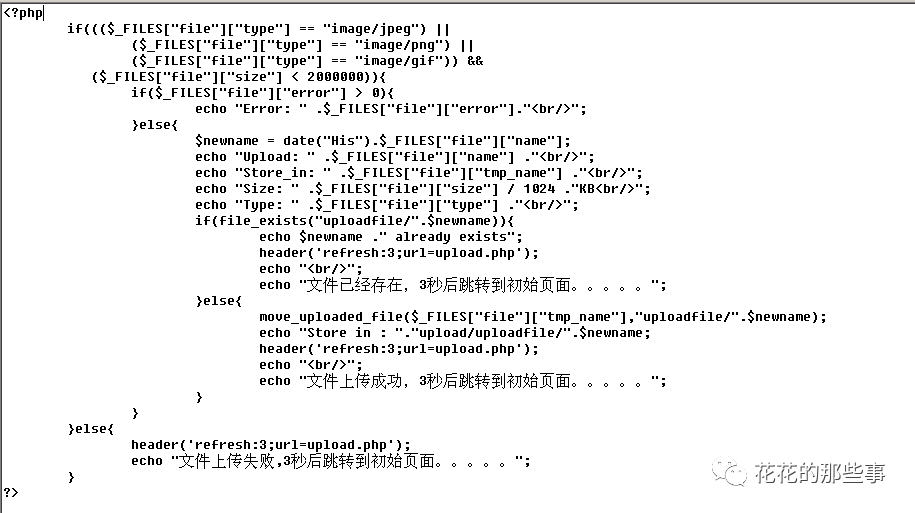 <?php
if((($_FILES["file"]["type"] == "image/jpeg") ||
($_FILES["file"]["type"] == "image/png") ||
($_FILES["file"]["type"] == "image/gif")) &&
($_FILES["file"]["size"] < 2000000)){
if($_FILES["file"]["error"] > 0){
echo "Error: " .$_FILES["file"]["error"]."<br/>";
}else{
$newname = date("His").$_FILES["file"]["name"];
echo "Upload: " .$_FILES["file"]["name"] ."<br/>";
echo "Store_in: " .$_FILES["file"]["tmp_name"] ."<br/>";
echo "Size: " .$_FILES["file"]["size"] / 1024 ."KB<br/>";
echo "Type: " .$_FILES["file"]["type"] ."<br/>";
if(file_exists("uploadfile/".$newname)){
echo $newname ." already exists";
header('refresh:3;url=upload.php');
echo "<br/>";
echo "文件已经存在，3秒后跳转到初始页面。。。。。";
}else{
move_uploaded_file($_FILES["file"]["tmp_name"],"uploadfile/".$newname);
echo "Store in : "."upload/uploadfile/".$newname;
header('refresh:3;url=upload.php');
echo "<br/>";
echo "文件上传成功，3秒后跳转到初始页面。。。。。";
}
}
}else{
header('refresh:3;url=upload.php');
echo "文件上传失败,3秒后跳转到初始页面。。。。。";
}
?>
花花的那些事